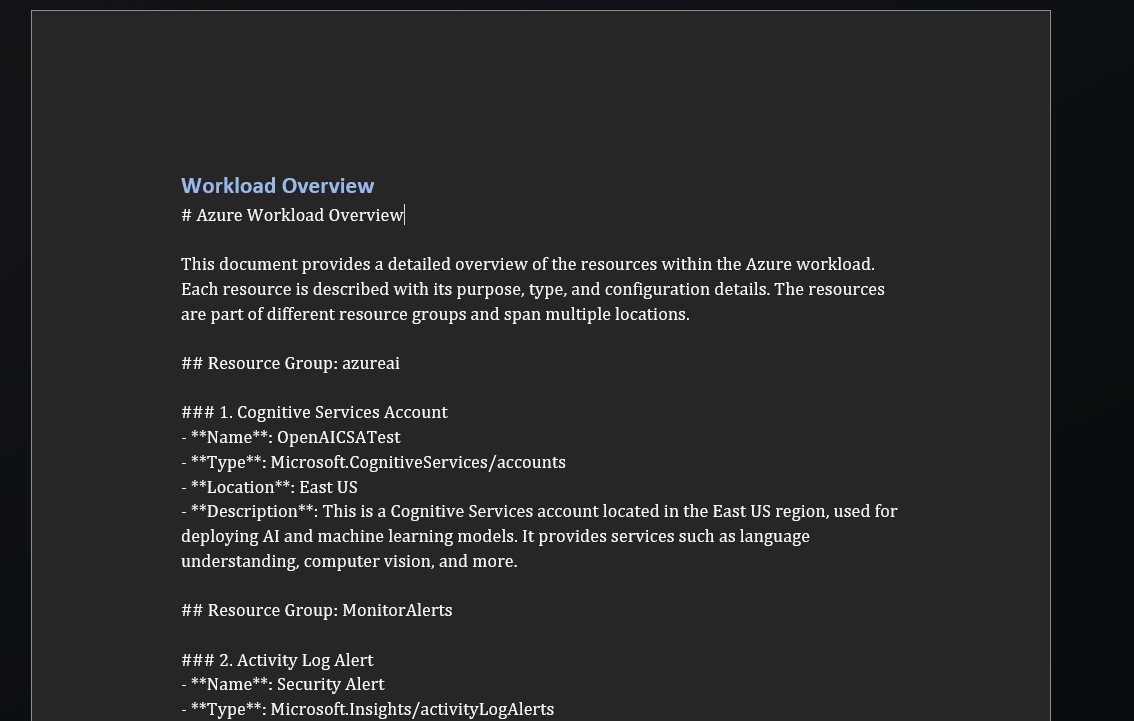 Workload Overview
# Azure Workload Overview
This document provides a detailed overview of the resources within the Azure workload.
Each resource is described with its purpose, type, and configuration details. The resources
are part of different resource groups and span multiple locations.
## Resource Group: azureai
### 1. Cognitive Services Account
- **Name**: OpenAICSATest
- **Type**: Microsoft.CognitiveServices/accounts
- **Location**: East US
- **Description**: This is a Cognitive Services account located in the East US region, used for
deploying AI and machine learning models. It provides services such as language
understanding, computer vision, and more.
## Resource Group: MonitorAlerts
### 2. Activity Log Alert
- **Name**: Security Alert
- **Type**: Microsoft.Insights/activityLogAlerts